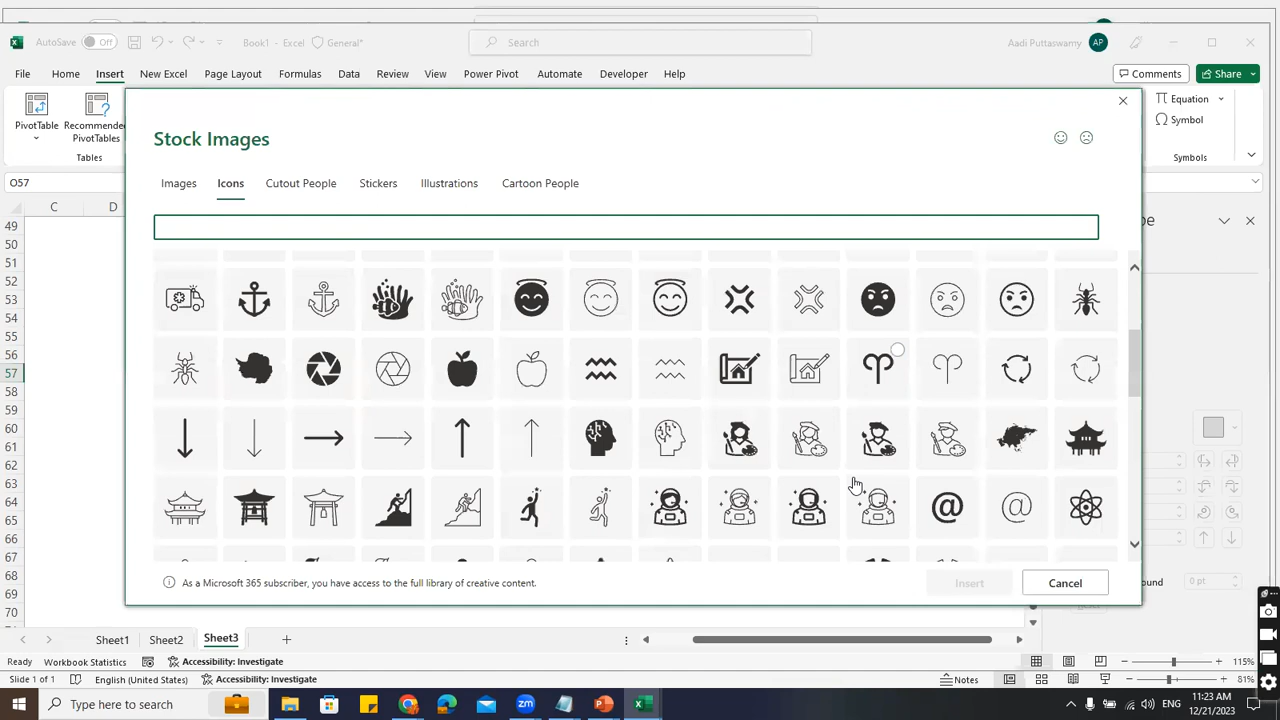 AutoSave Off Book1 - Excel General* Search Aadi Puttaswamy AP
File Home Insert New Excel Page Layout Formulas Data Review View Power Pivot Automate Developer Help Comments Share
PivotTable
Recommended
PivotTables
Tables
Equation
Symbol
Symbols
O57
C D
49
50
51
52
53
54
55
56
57
58
59
60
61
62
63
64
65
66
67
68
69
70
Stock Images
Images Icons Cutout People Stickers Illustrations Cartoon People
@ @
As a Microsoft 365 subscriber, you have access to the full library of creative content.
Insert Cancel
0 pt
Sheet1 Sheet2 Sheet3
Ready Workbook Statistics Accessibility: Investigate 115%
Slide 1 of 1 English (United States) Accessibility: Investigate Notes 81%
Type here to search zm ENG 11:23 AM
12/21/2023